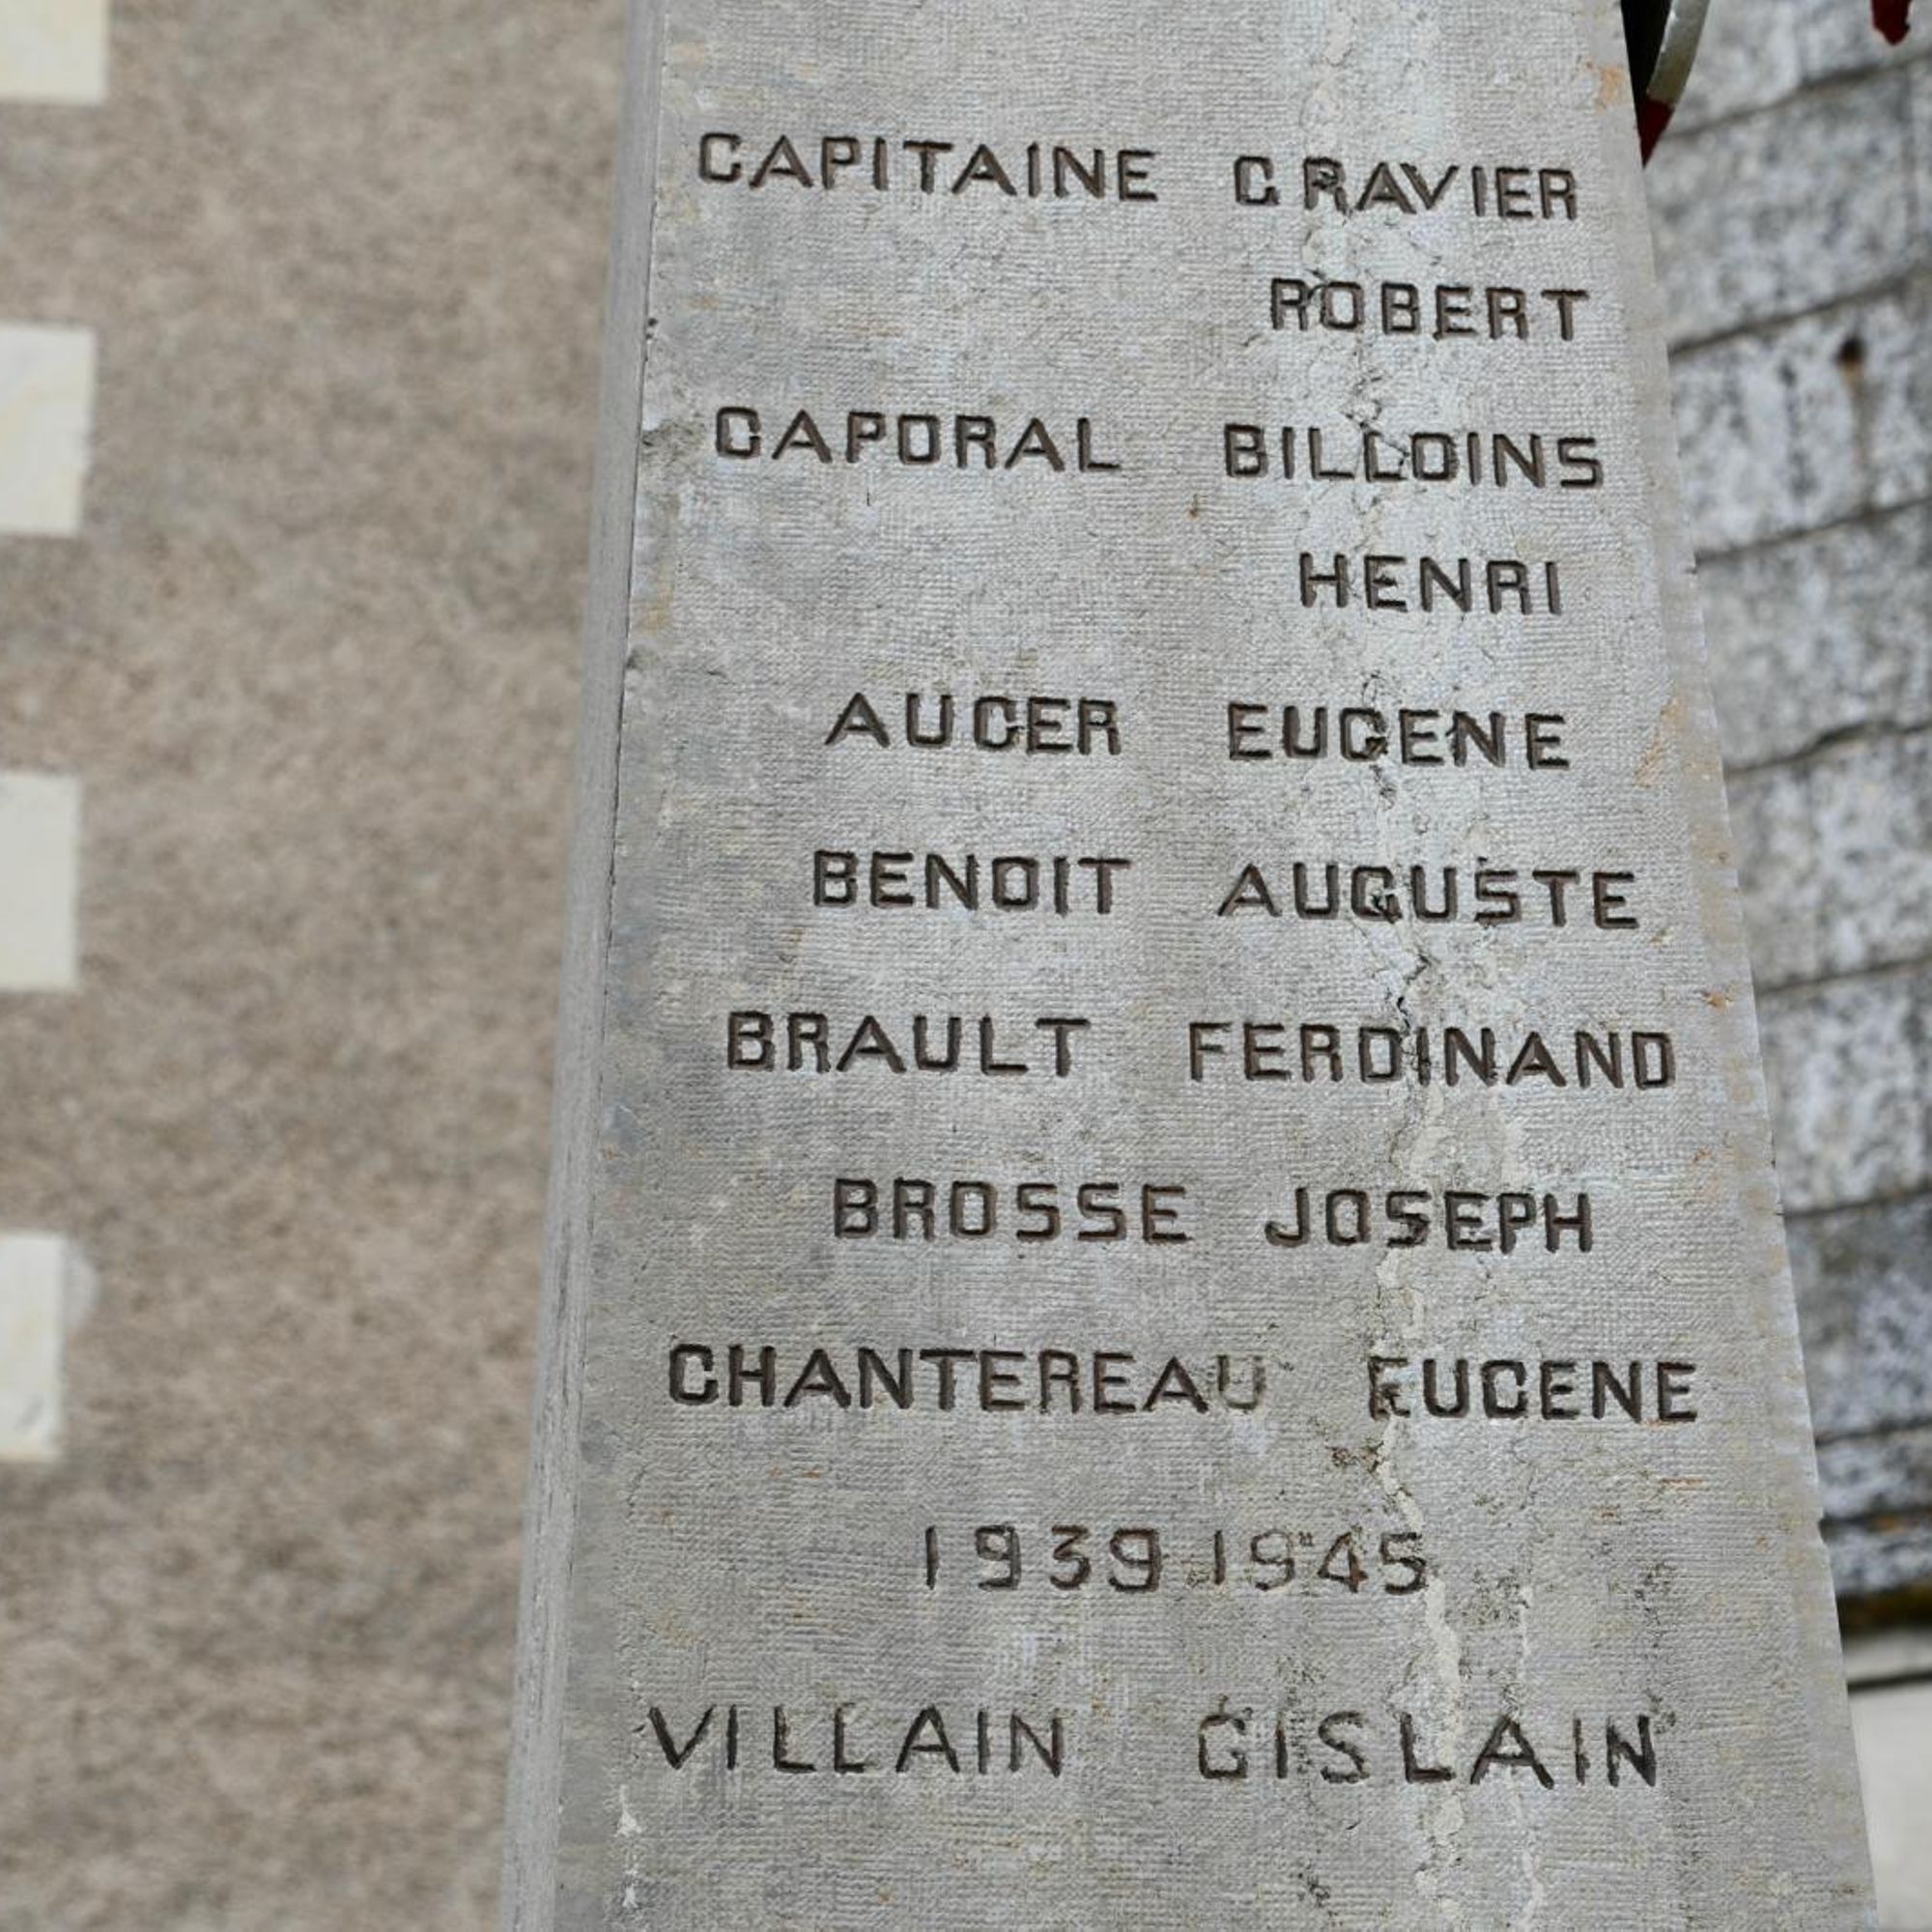 CAPITAINE GRAVIER
ROBERT
CAPORAL BILLOINS
HENRI
AUGER EUGENE
BENOIT AUGUSTE
BRAULT FERDINAND
BROSSE JOSEPH
CHANTEREAU EUGENE
1939 1945
VILLAIN GISLAIN